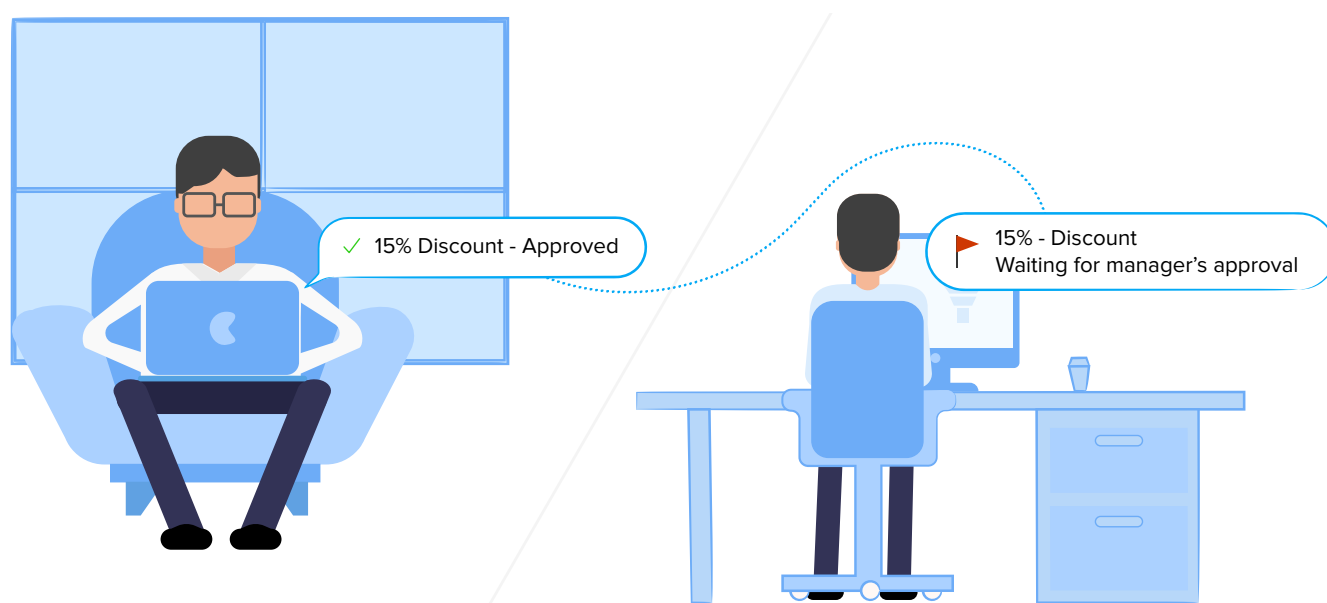 15% Discount - Approved
15% - Discount
Waiting for manager’s approval